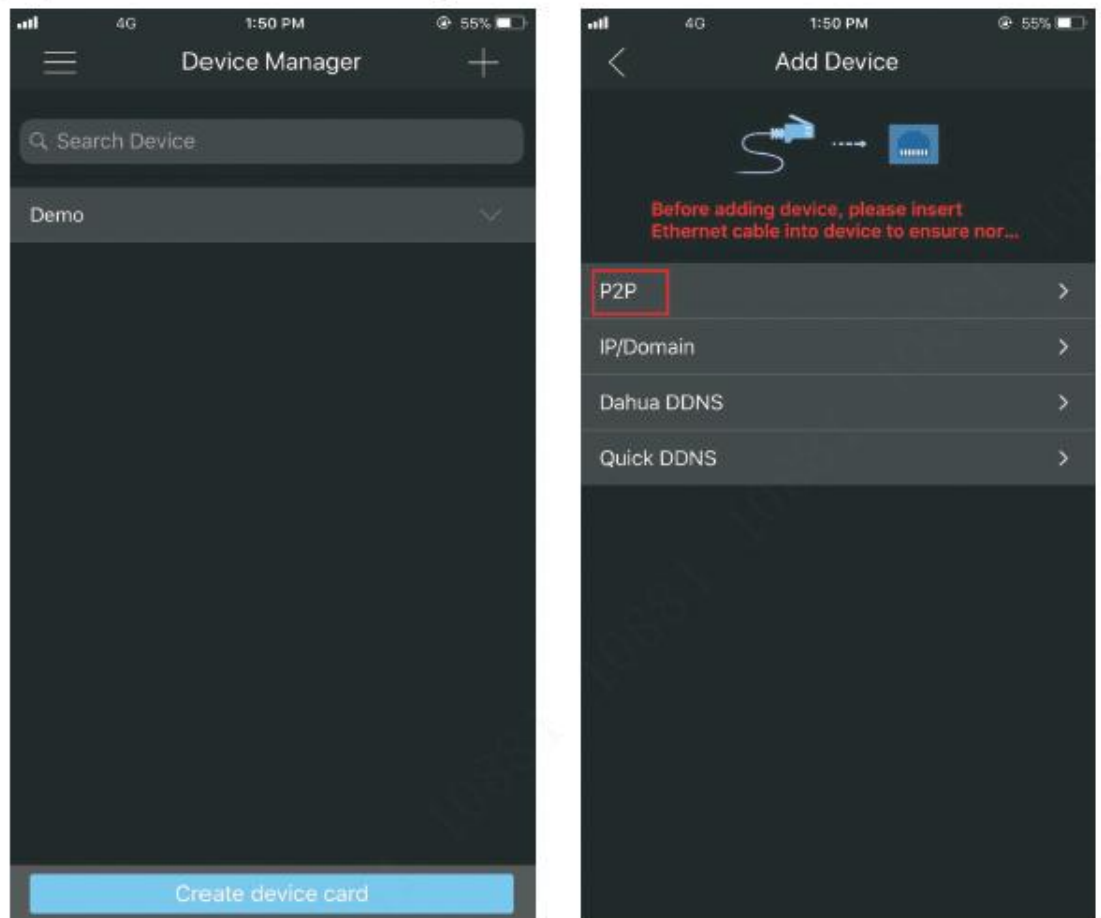 4G 1:50 PM 55%
Device Manager
Search Device
Demo
Create device card
4G 1:50 PM 55%
Add Device
Before adding device, please insert
Ethernet cable into device to ensure nor...
P2P
IP/Domain
Dahua DDNS
Quick DDNS